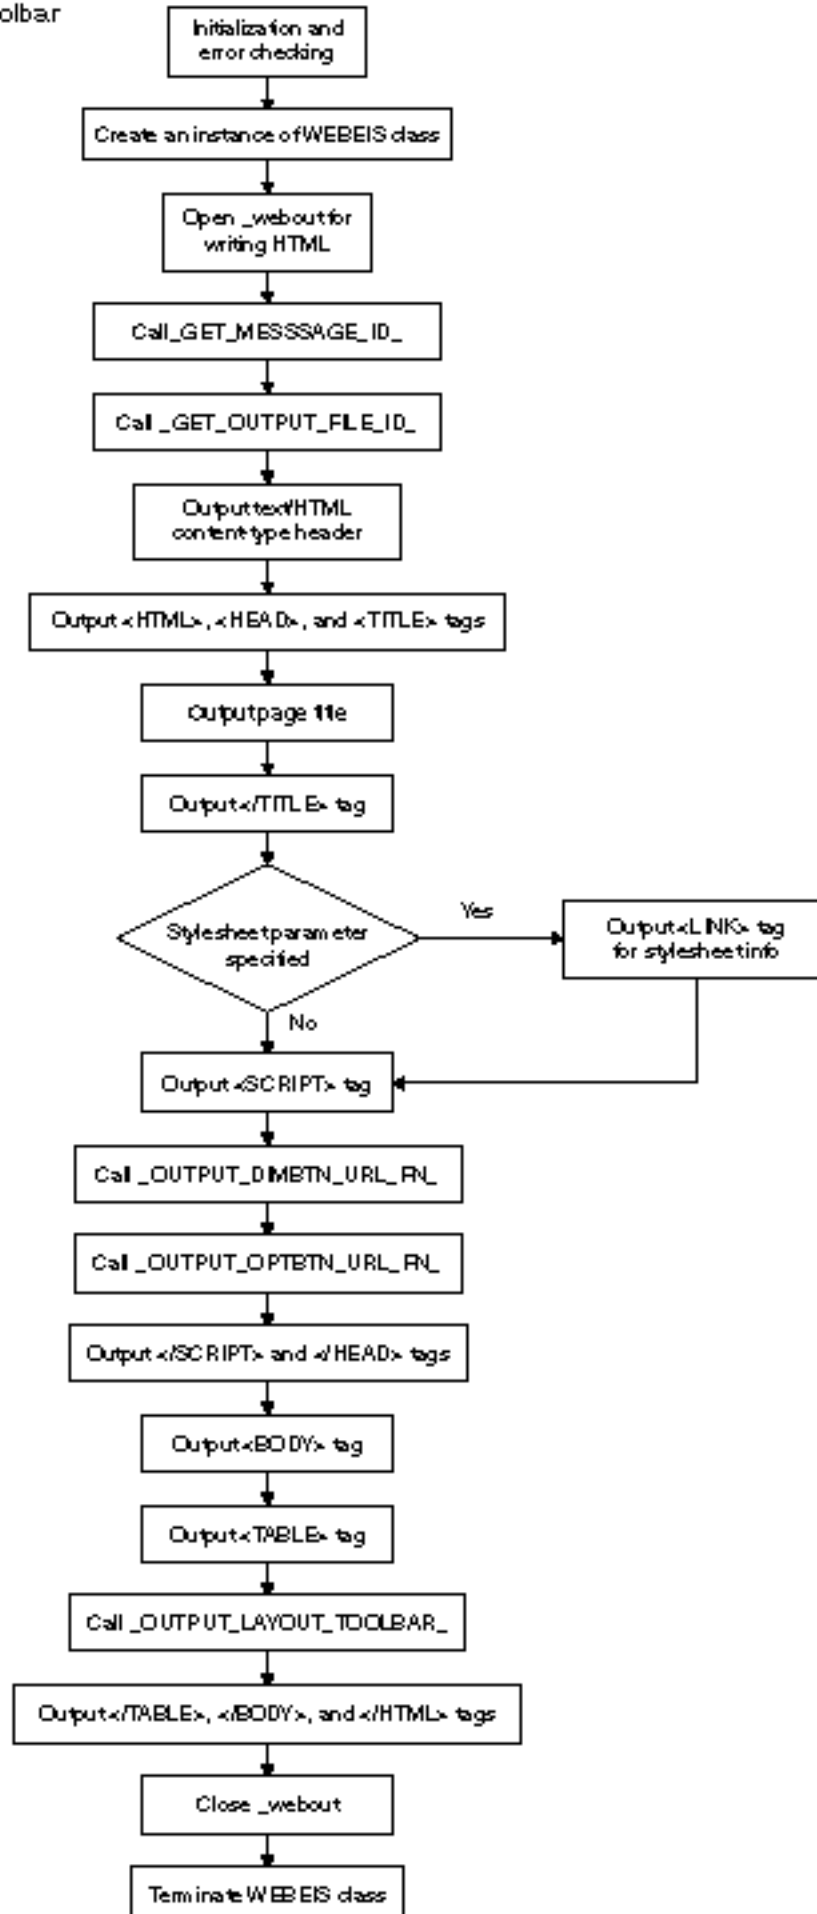 olbar
Initialization and
error checking
Create an instance of WEBEIS class
Open _webout for
writing HTML
Call_GET_MESSSAGE_ID_
Call _GET_OUTPUT_FILE_ID_
Output text/HTML
content-type header
Output <HTML>, <HEAD>, and <TITLE> tags
Output page title
Output </TITLE> tag
Stylesheet parameter
specified
Yes
Output <LINK> tag
for stylesheet info
No
Output <SCRIPT> tag
Call _OUTPUT_DIMBTN_URL_FN_
Call _OUTPUT_OPTBTN_URL_FN_
Output </SCRIPT> and </HEAD> tags
Output <BODY> tag
Output <TABLE> tag
Call _OUTPUT_LAYOUT_TOOLBAR_
Output </TABLE>, </BODY>, and </HTML> tags
Close _webout
Terminate WEBEIS class